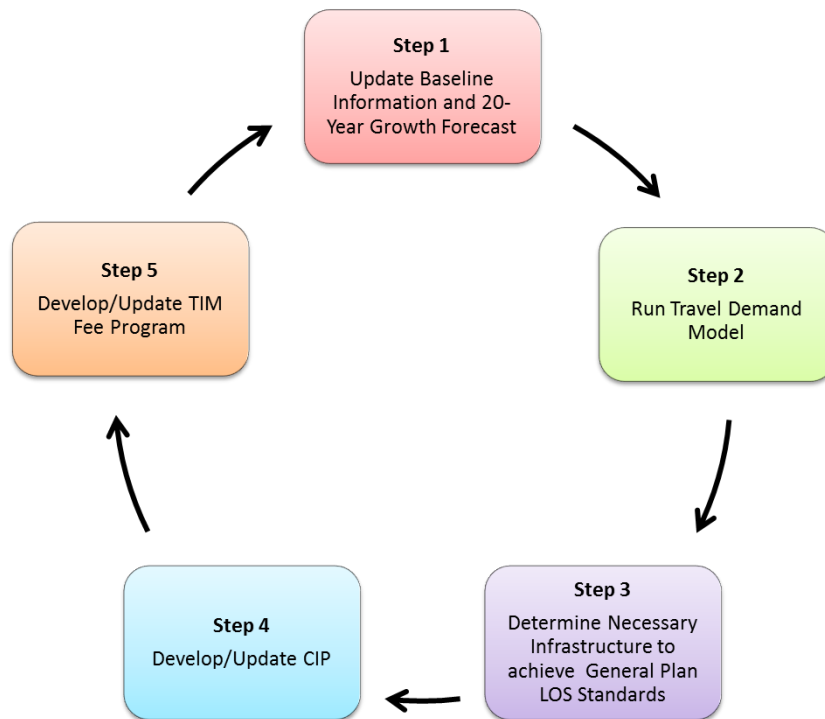 Step 1
Update Baseline
Information and 20-
Year Growth Forecast
Step 2
Run Travel Demand
Model
Step 3
Determine Necessary
Infrastructure to
achieve General Plan
LOS Standards
Step 4
Develop/Update CIP
Step 5
Develop/Update TIM
Fee Program